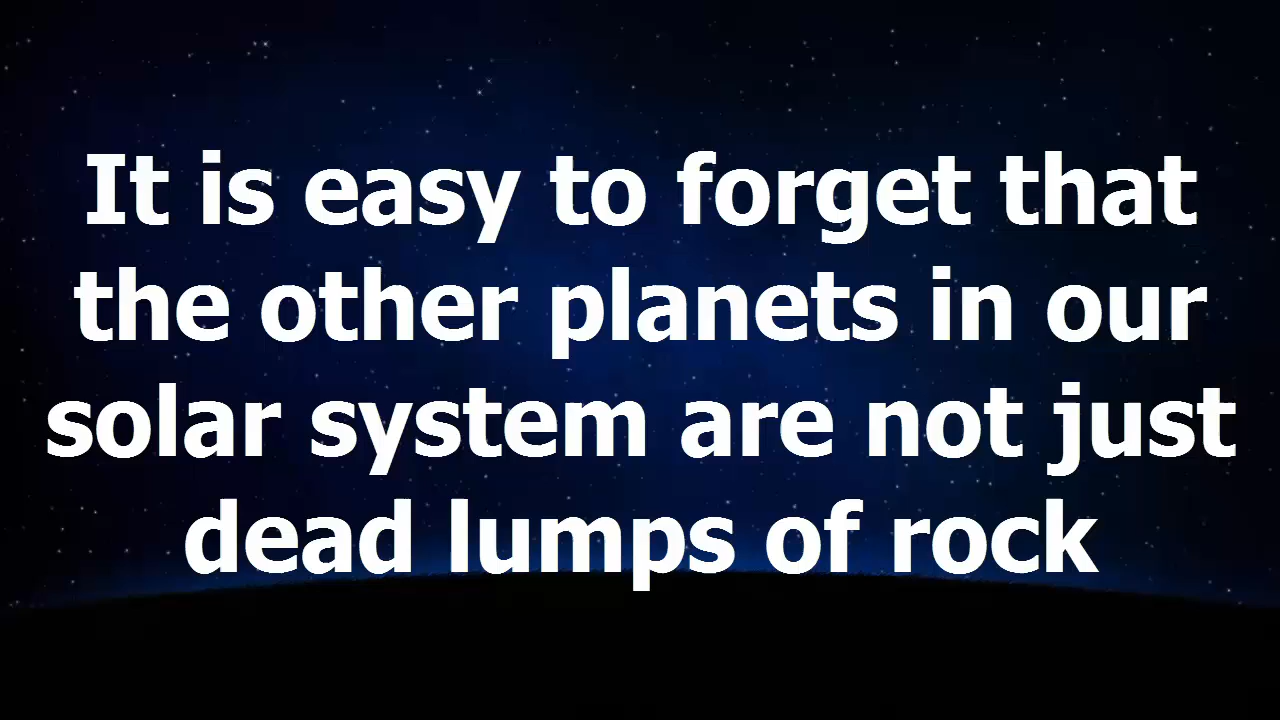 It is easy to forget that
the other planets in our
solar system are not just
dead lumps of rock